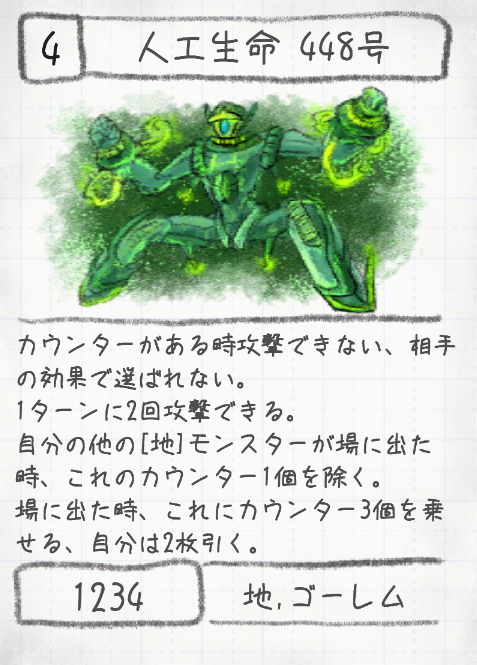 4
人工生命 448号
カウンターがある時攻撃できない、相手
の効果で選ばれない。
1ターンに2回攻撃できる。
自分の他の[地]モンスターが場に出た
時、これのカウンター1個を除く。
場に出た時、これにカウンター3個を乗
せる、自分は2枚引く。
1234
地,ゴーレム